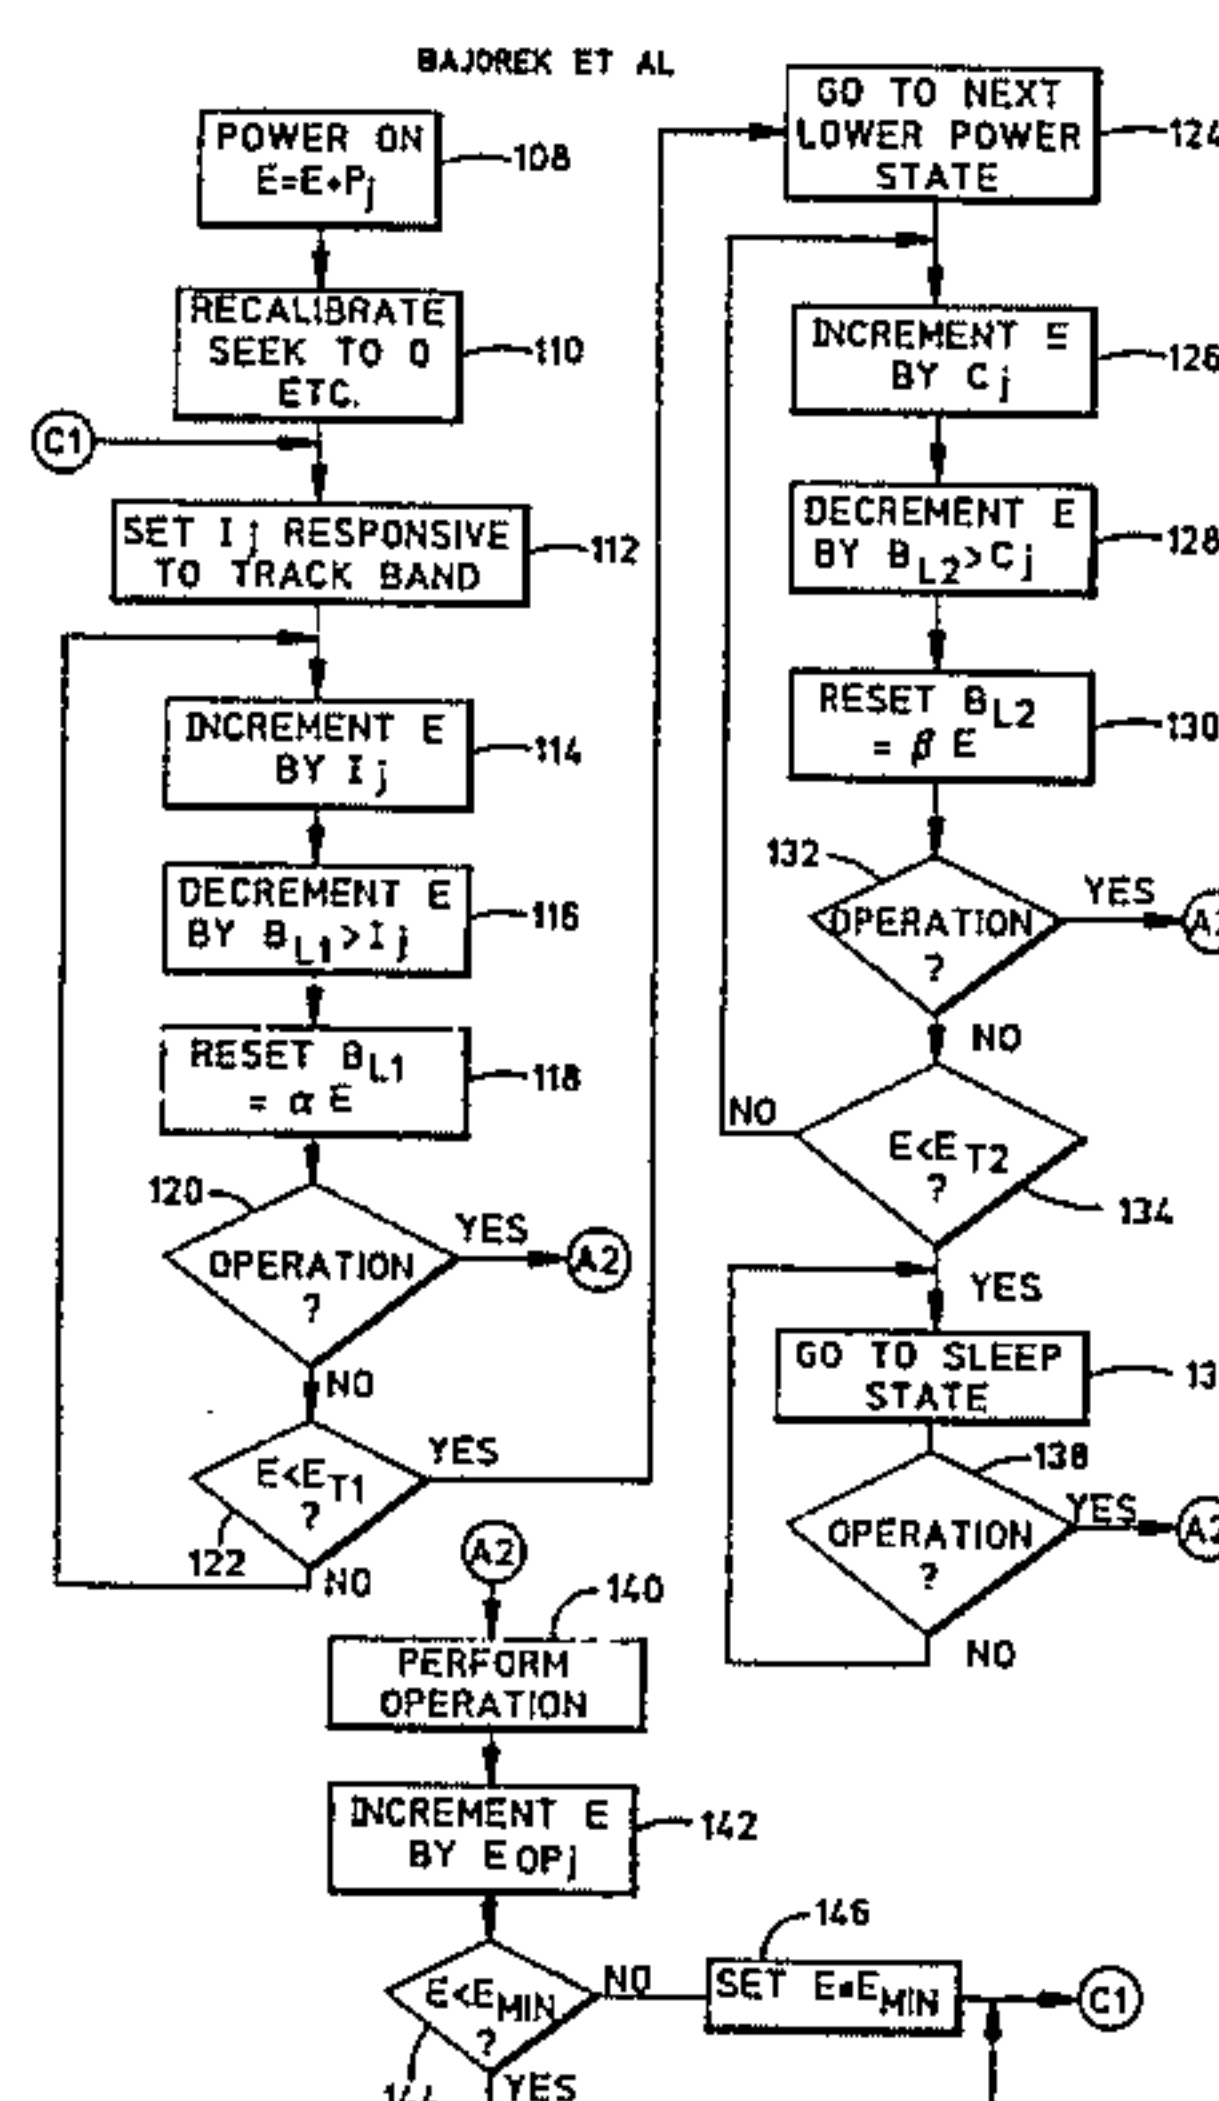 BAJOREK ET AL
POWER ON
E=E+Pj
108
RECALIBRATE
SEEK TO 0
ETC.
110
C1
SET Ij RESPONSIVE
TO TRACK BAND
112
INCREMENT E
BY Ij
114
DECREMENT E
BY BL1>Ij
116
RESET BL1
= α E
118
120
OPERATION
?
YES
A2
NO
E<ET1
?
YES
122
NO
GO TO NEXT
LOWER POWER
STATE
124
INCREMENT E
BY Cj
126
DECREMENT E
BY BL2>Cj
128
RESET BL2
= β E
130
132
OPERATION
?
YES
NO
NO
E<ET2
?
134
YES
GO TO SLEEP
STATE
138
OPERATION
?
YES
NO
A2
140
PERFORM
OPERATION
INCREMENT E
BY EOPj
142
E<EMIN
?
NO
146
SET E=EMIN
C1
YES